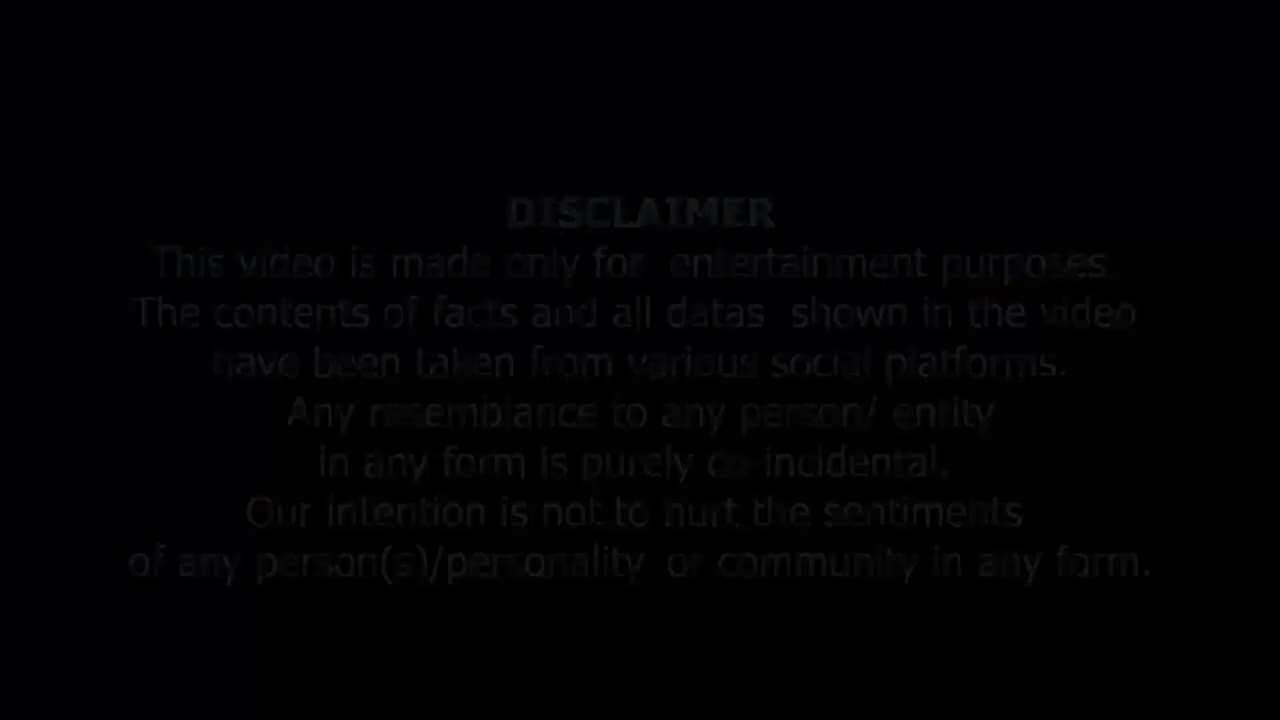 DISCLAIMER
This video is made only for entertainment purposes.
The contents of facts and all datas shown in the video
have been taken from various social platforms.
Any resemblance to any person/ entity
in any form is purely co-incidental.
Our intention is not to hurt the sentiments
of any person(s)/personality or community in any form.